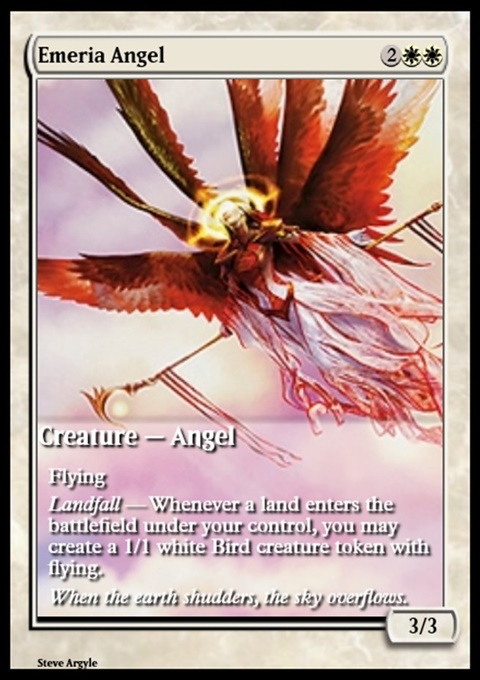 Emeria Angel 2
Creature — Angel
Flying
Landfall — Whenever a land enters the
battlefield under your control, you may
create a 1/1 white Bird creature token with
flying.
When the earth shudders, the sky overflows.
3/3
Steve Argyle